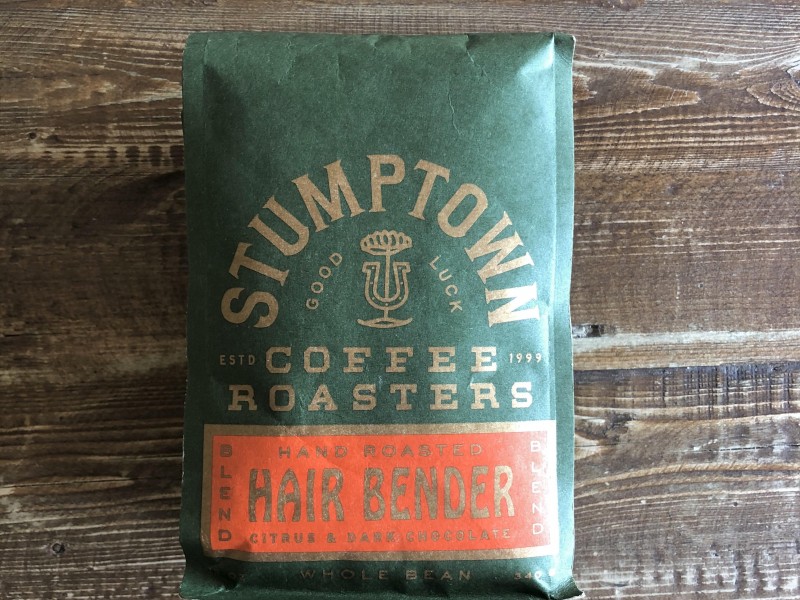 STUMPTOWN
GOOD LUCK
ESTD COFFEE 1999
ROASTERS
HAND ROASTED
BLEND HAIR BENDER BLEND
CITRUS & DARK CHOCOLATE
WHOLE BEAN